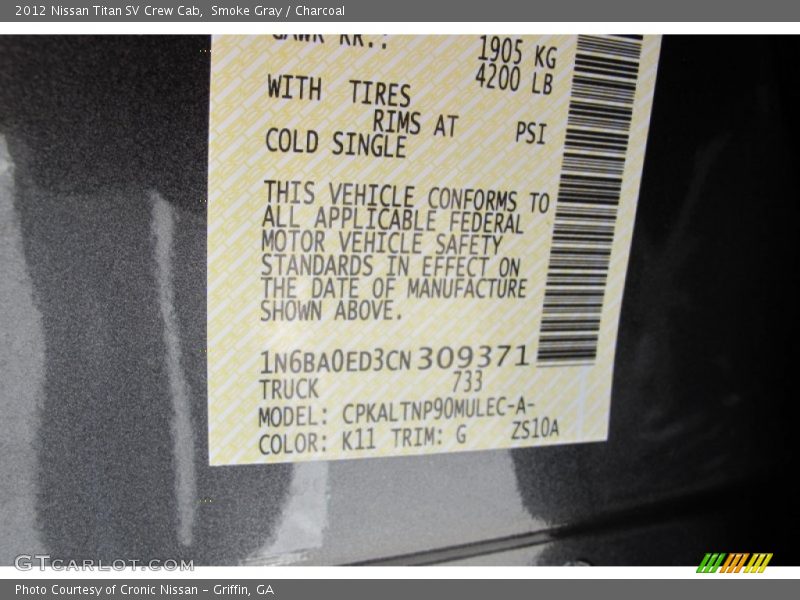 2012 Nissan Titan SV Crew Cab, Smoke Gray / Charcoal
GAWR RR.:
1905 KG
4200 LB
WITH TIRES
RIMS AT PSI
COLD SINGLE
THIS VEHICLE CONFORMS TO
ALL APPLICABLE FEDERAL
MOTOR VEHICLE SAFETY
STANDARDS IN EFFECT ON
THE DATE OF MANUFACTURE
SHOWN ABOVE.
1N6BA0ED3CN309371
TRUCK 733
MODEL: CPKALTNP90MULEC-A-
COLOR: K11 TRIM: G ZS10A
GTcarlot.com
Photo Courtesy of Cronic Nissan – Griffin, GA